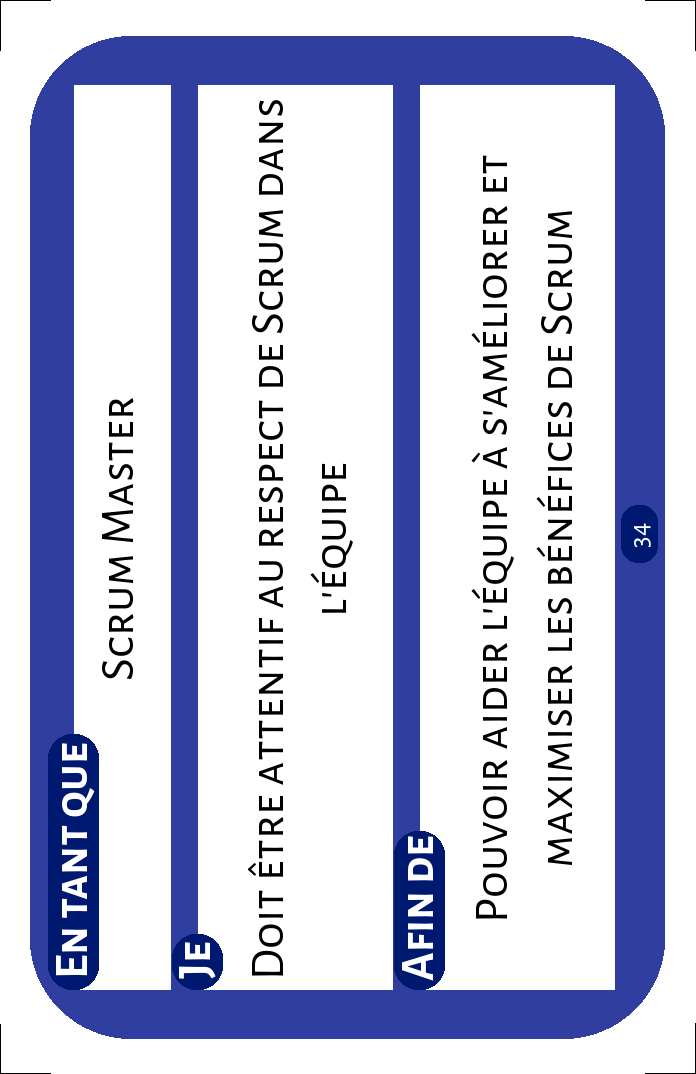 En tant que
Scrum Master
Je
Doit être attentif au respect de Scrum dans
l'équipe
Afin de
Pouvoir aider l'équipe à s'améliorer et
maximiser les bénéfices de Scrum
34